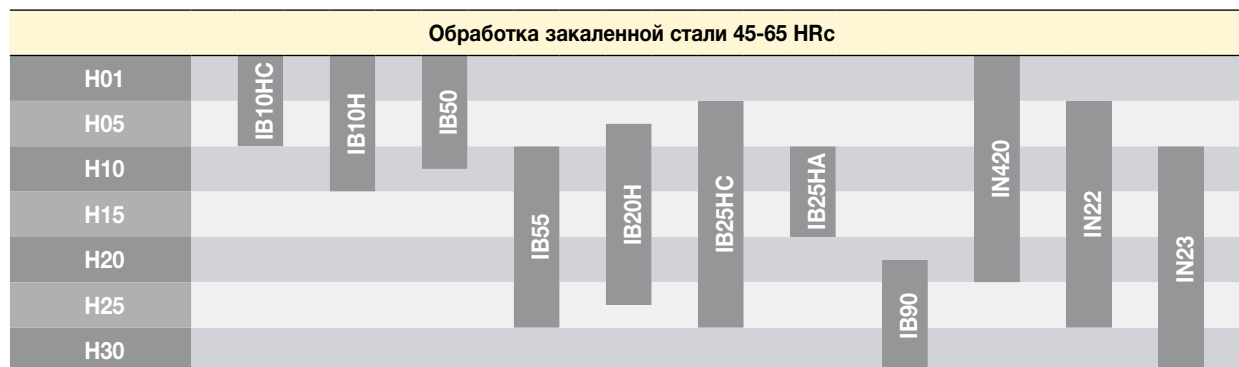 Обработка закаленной стали 45-65 HRc
H01
H05
H10
H15
H20
H25
H30
IB10HC
IB10H
IB50
IB55
IB20H
IB25HC
IB25HA
IB90
IN420
IN22
IN23